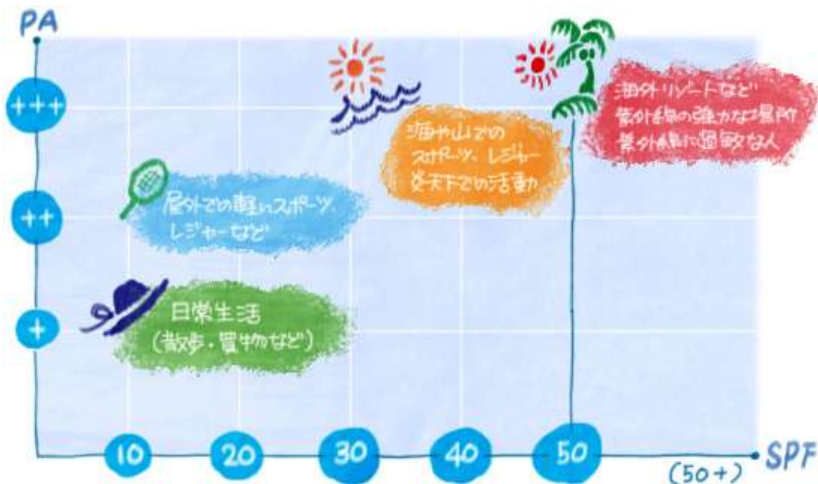 PA
+++
海外リゾートなど
紫外線の強力な場所
紫外線に過敏な人
海や山での
スポーツ、レジャー
炎天下での活動
++
屋外での軽いスポーツ、
レジャーなど
+
日常生活
(散歩・買物など)
10
20
30
40
50
(50+)
SPF